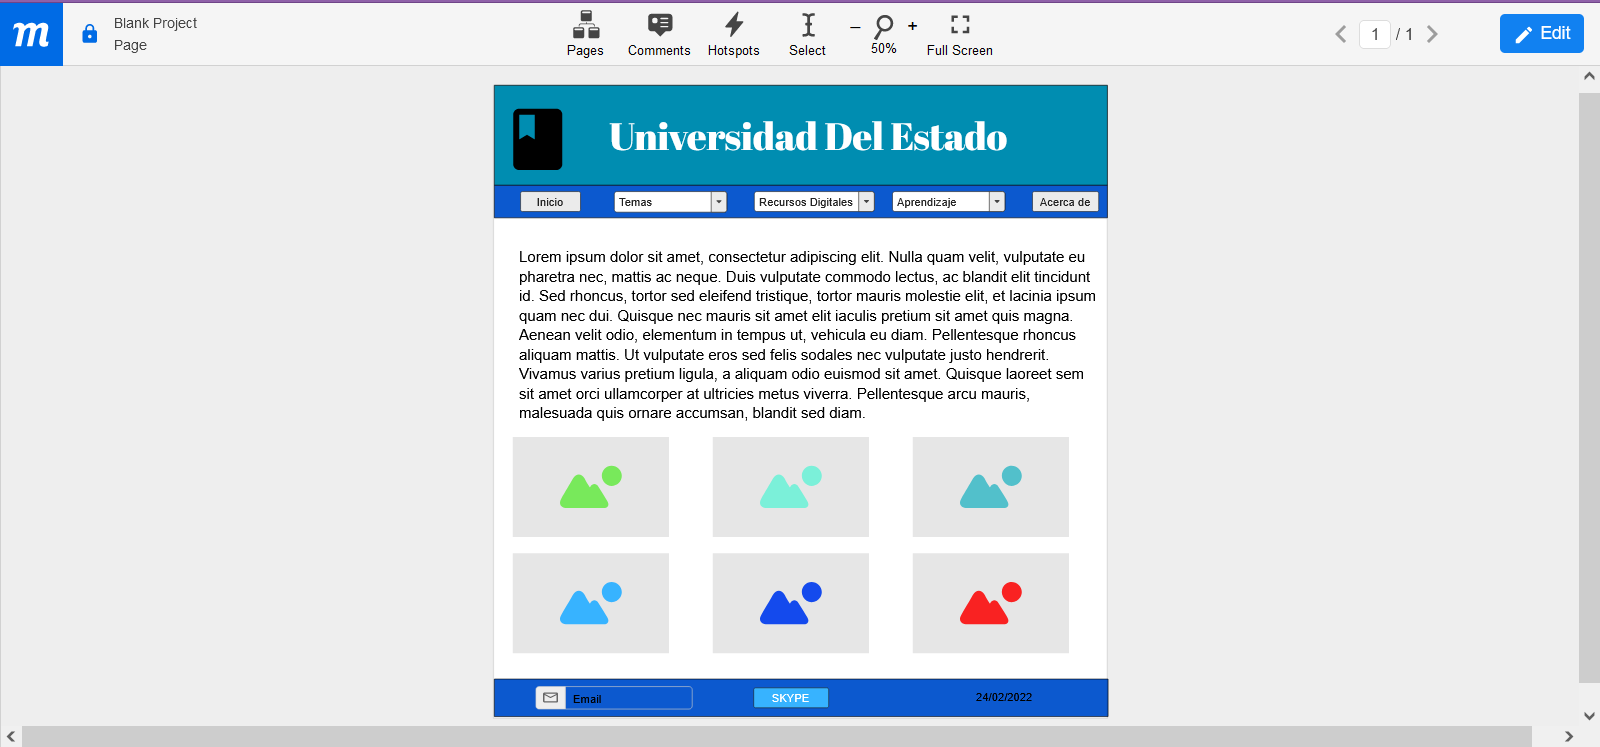 m
Blank Project
Page
Pages
Comments
Hotspots
Select
– +
50%
Full Screen
1 / 1
Edit
Universidad Del Estado
Inicio
Temas
Recursos Digitales
Aprendizaje
Acerca de
Lorem ipsum dolor sit amet, consectetur adipiscing elit. Nulla quam velit, vulputate eu
pharetra nec, mattis ac neque. Duis vulputate commodo lectus, ac blandit elit tincidunt
id. Sed rhoncus, tortor sed eleifend tristique, tortor mauris molestie elit, et lacinia ipsum
quam nec dui. Quisque nec mauris sit amet elit iaculis pretium sit amet quis magna.
Aenean velit odio, elementum in tempus ut, vehicula eu diam. Pellentesque rhoncus
aliquam mattis. Ut vulputate eros sed felis sodales nec vulputate justo hendrerit.
Vivamus varius pretium ligula, a aliquam odio euismod sit amet. Quisque laoreet sem
sit amet orci ullamcorper at ultricies metus viverra. Pellentesque arcu mauris,
malesuada quis ornare accumsan, blandit sed diam.
Email
SKYPE
24/02/2022